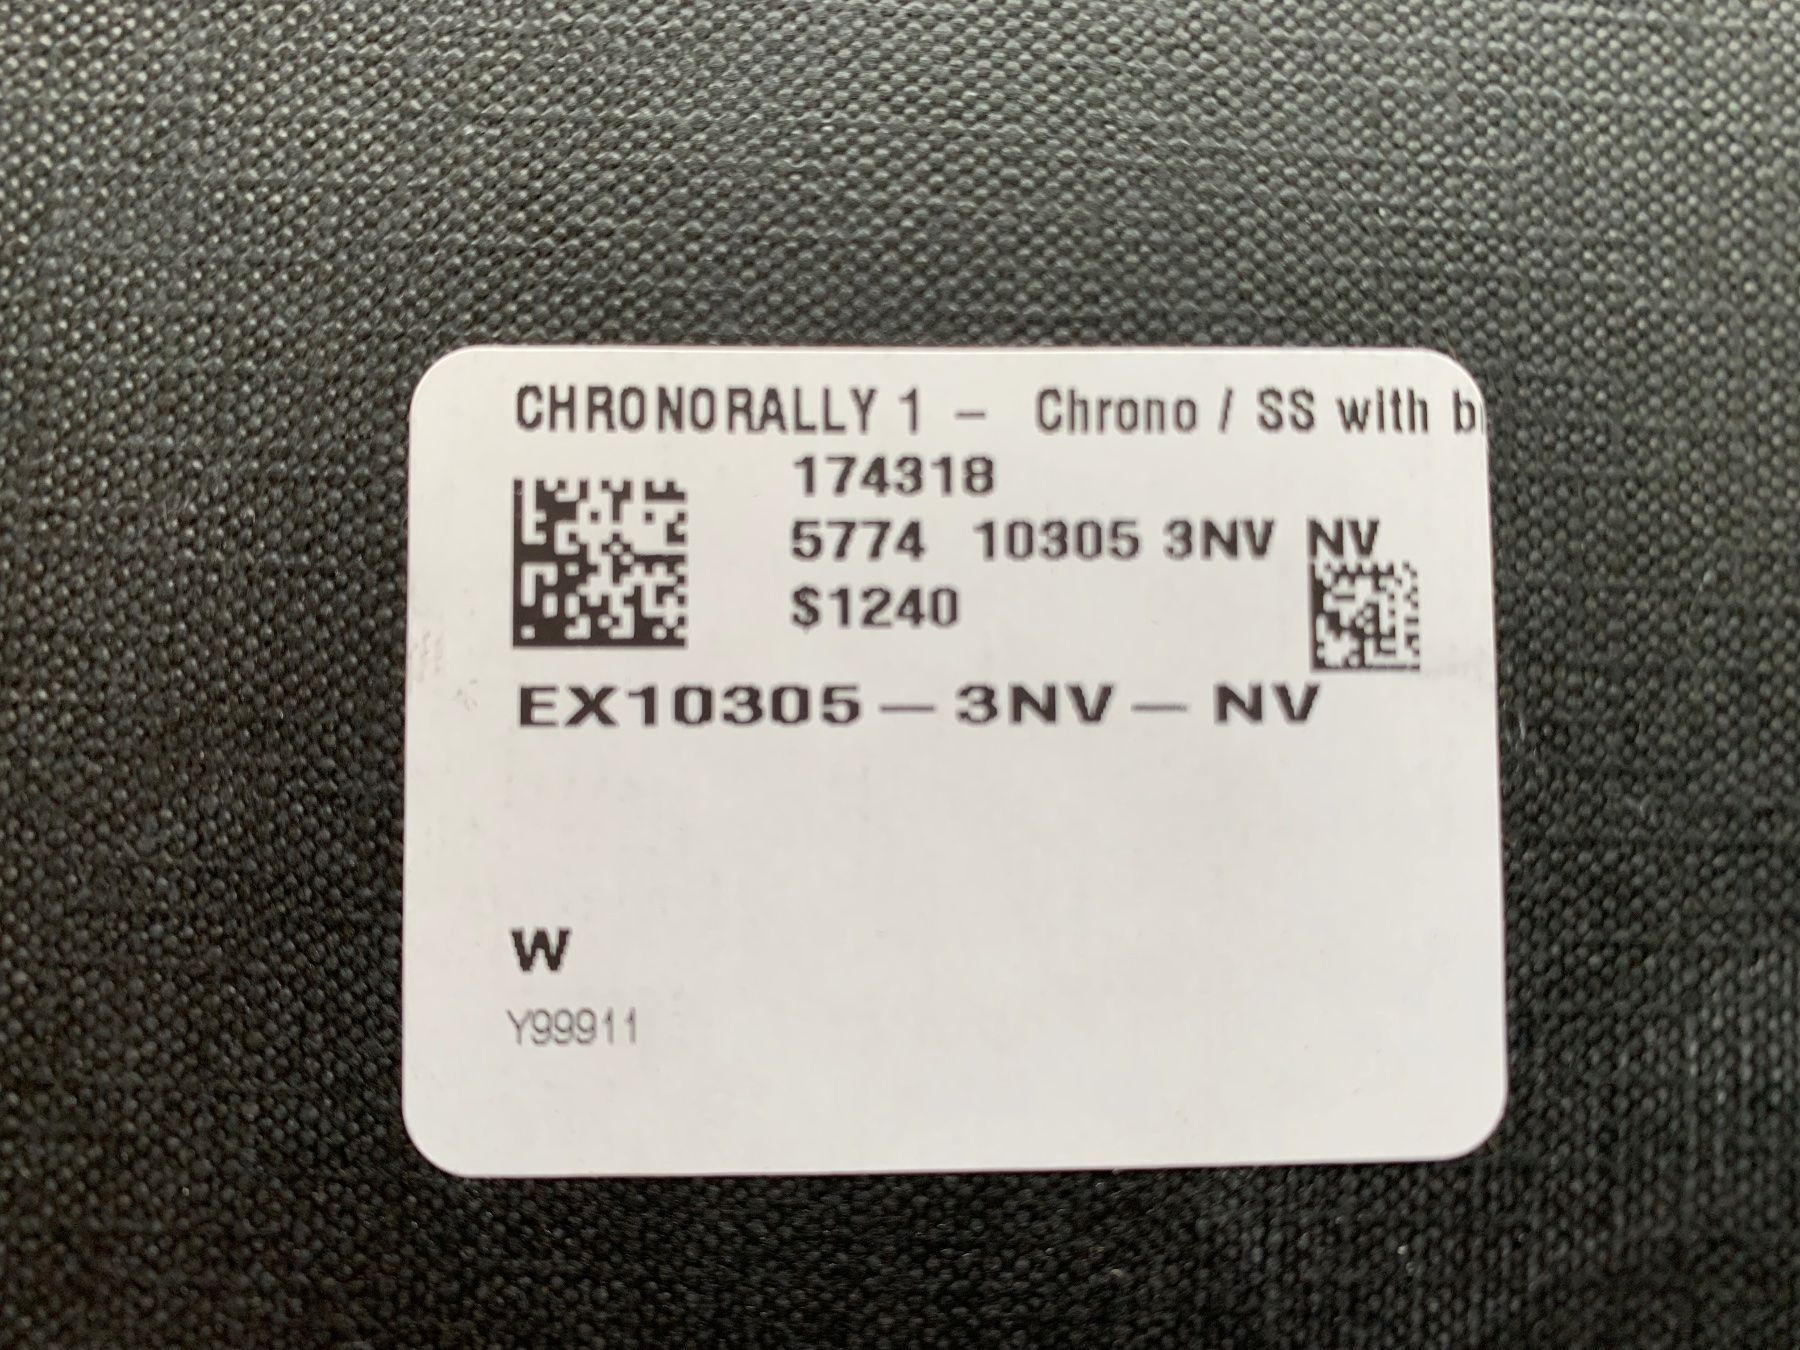 CHRONORALLY 1 - Chrono / SS with
174318
5774 10305 3NV NV
$1240
EX10305-3NV-NV
W
Y99911